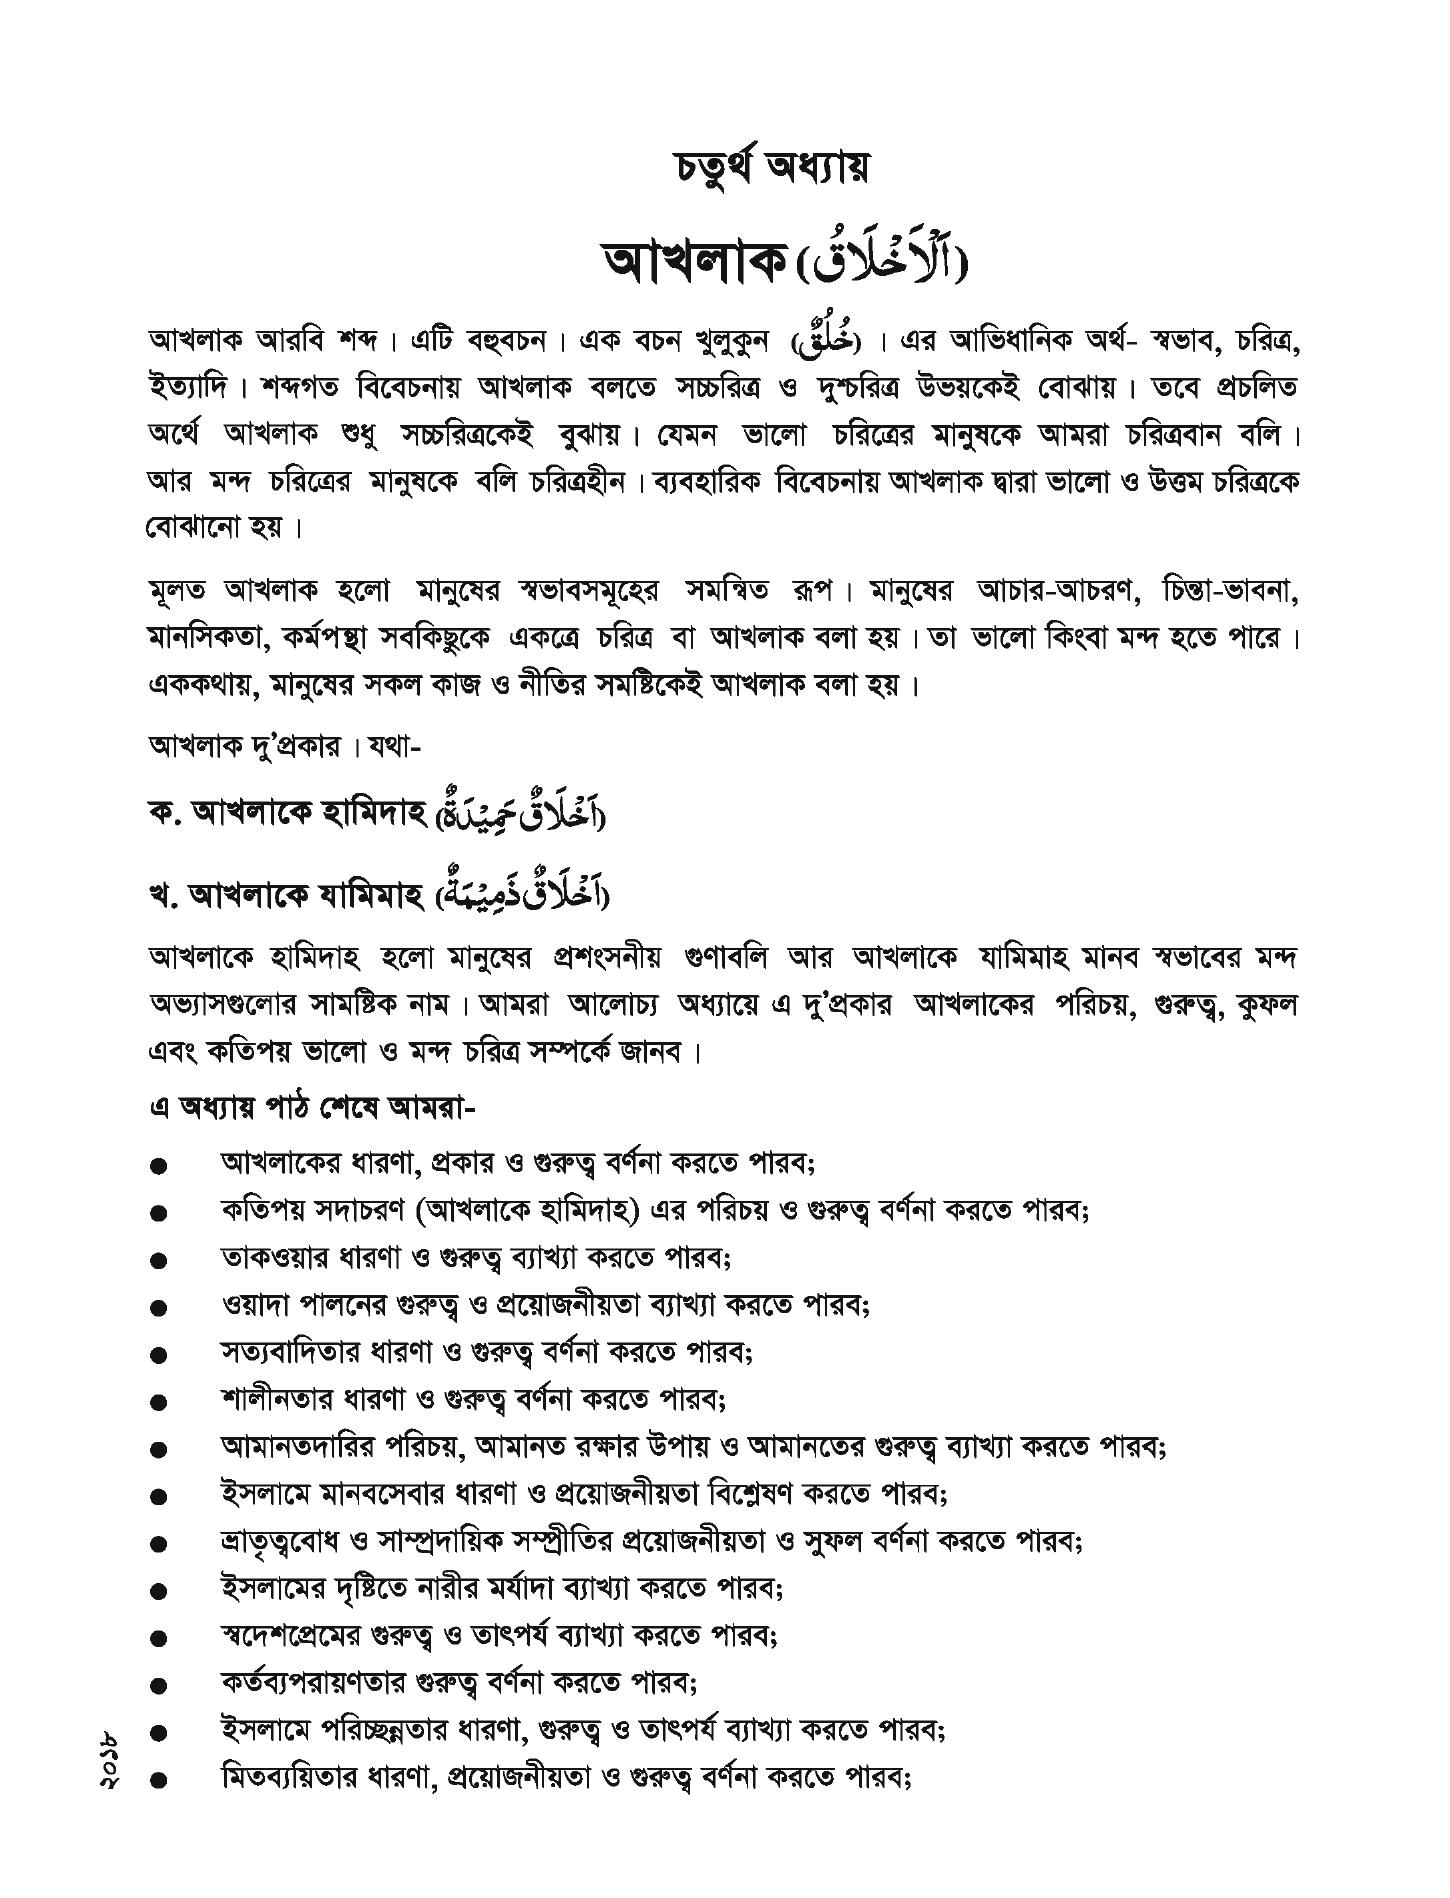 চতুর্থ অধ্যায়
আখলাক (اَلْاَخْلَاقُ)
আখলাক আরবি শব্দ। এটি বহুবচন। এক বচন খুলুকুন (خُلُقٌ)। এর আভিধানিক অর্থ- স্বভাব, চরিত্র,
ইত্যাদি। শব্দগত বিবেচনায় আখলাক বলতে সচ্চরিত্র ও দুশ্চরিত্র উভয়কেই বোঝায়। তবে প্রচলিত
অর্থে আখলাক শুধু সচ্চরিত্রকেই বুঝায়। যেমন ভালো চরিত্রের মানুষকে আমরা চরিত্রবান বলি।
আর মন্দ চরিত্রের মানুষকে বলি চরিত্রহীন। ব্যবহারিক বিবেচনায় আখলাক দ্বারা ভালো ও উত্তম চরিত্রকে
বোঝানো হয়।
মূলত আখলাক হলো মানুষের স্বভাবসমূহের সমন্বিত রূপ। মানুষের আচার-আচরণ, চিন্তা-ভাবনা,
মানসিকতা, কর্মপন্থা সবকিছুকে একত্রে চরিত্র বা আখলাক বলা হয়। তা ভালো কিংবা মন্দ হতে পারে।
এককথায়, মানুষের সকল কাজ ও নীতির সমষ্টিকেই আখলাক বলা হয়।
আখলাক দু’প্রকার। যথা-
ক. আখলাকে হামিদাহ (اَخْلَاقٌ حَمِيْدَةٌ)
খ. আখলাকে যামিমাহ (اَخْلَاقٌ ذَمِيْمَةٌ)
আখলাকে হামিদাহ হলো মানুষের প্রশংসনীয় গুণাবলি আর আখলাকে যামিমাহ মানব স্বভাবের মন্দ
অভ্যাসগুলোর সামষ্টিক নাম। আমরা আলোচ্য অধ্যায়ে এ দু’প্রকার আখলাকের পরিচয়, গুরুত্ব, কুফল
এবং কতিপয় ভালো ও মন্দ চরিত্র সম্পর্কে জানব।
এ অধ্যায় পাঠ শেষে আমরা-
● আখলাকের ধারণা, প্রকার ও গুরুত্ব বর্ণনা করতে পারব;
● কতিপয় সদাচরণ (আখলাকে হামিদাহ) এর পরিচয় ও গুরুত্ব বর্ণনা করতে পারব;
● তাকওয়ার ধারণা ও গুরুত্ব ব্যাখ্যা করতে পারব;
● ওয়াদা পালনের গুরুত্ব ও প্রয়োজনীয়তা ব্যাখ্যা করতে পারব;
● সত্যবাদিতার ধারণা ও গুরুত্ব বর্ণনা করতে পারব;
● শালীনতার ধারণা ও গুরুত্ব বর্ণনা করতে পারব;
● আমানতদারির পরিচয়, আমানত রক্ষার উপায় ও আমানতের গুরুত্ব ব্যাখ্যা করতে পারব;
● ইসলামে মানবসেবার ধারণা ও প্রয়োজনীয়তা বিশ্লেষণ করতে পারব;
● ভ্রাতৃত্ববোধ ও সাম্প্রদায়িক সম্প্রীতির প্রয়োজনীয়তা ও সুফল বর্ণনা করতে পারব;
● ইসলামের দৃষ্টিতে নারীর মর্যাদা ব্যাখ্যা করতে পারব;
● স্বদেশপ্রেমের গুরুত্ব ও তাৎপর্য ব্যাখ্যা করতে পারব;
● কর্তব্যপরায়ণতার গুরুত্ব বর্ণনা করতে পারব;
● ইসলামে পরিচ্ছন্নতার ধারণা, গুরুত্ব ও তাৎপর্য ব্যাখ্যা করতে পারব;
● মিতব্যয়িতার ধারণা, প্রয়োজনীয়তা ও গুরুত্ব বর্ণনা করতে পারব;
২০১৮